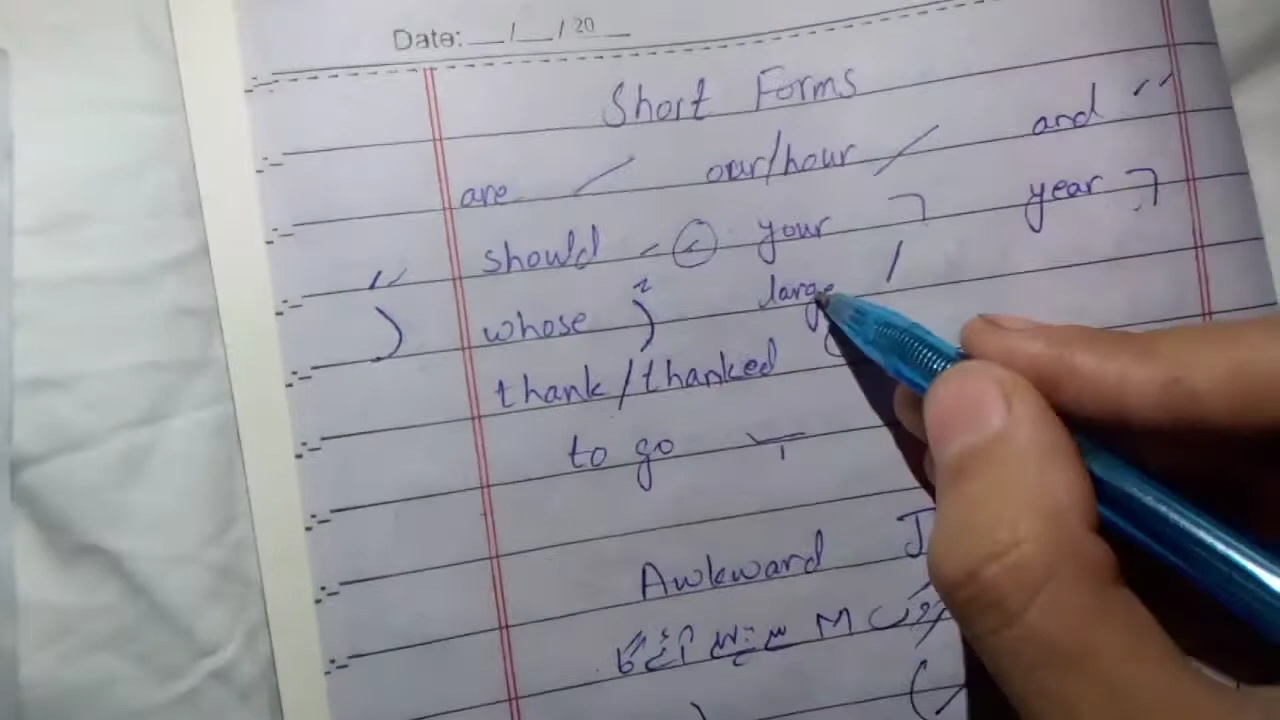 Date: __/__/20__
Short Forms
are our/hour and
should your year
whose large
thank/thanked
to go
Awkward